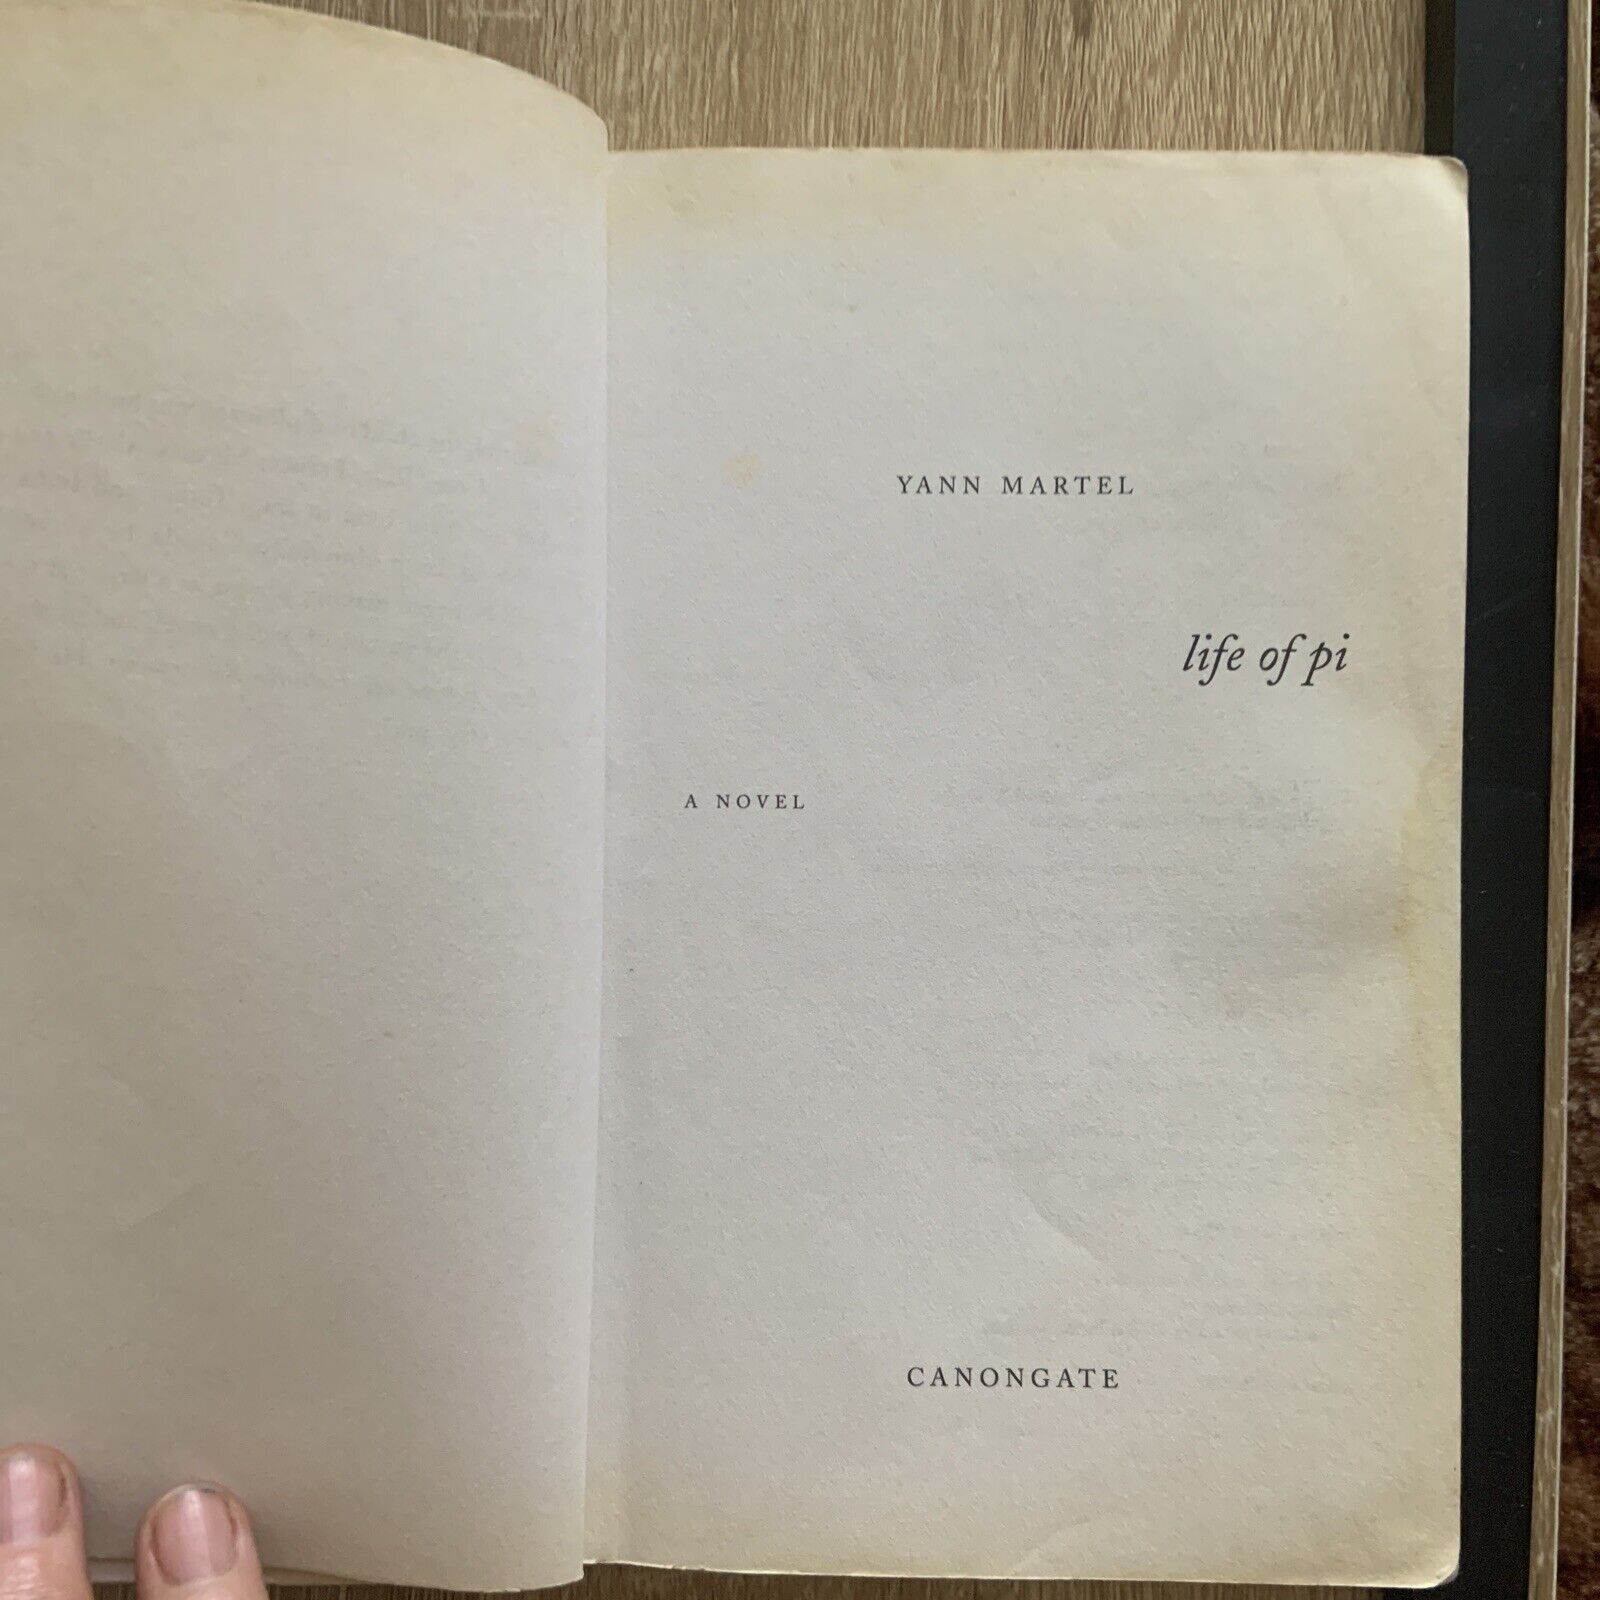 YANN MARTEL
life of pi
A NOVEL
CANONGATE